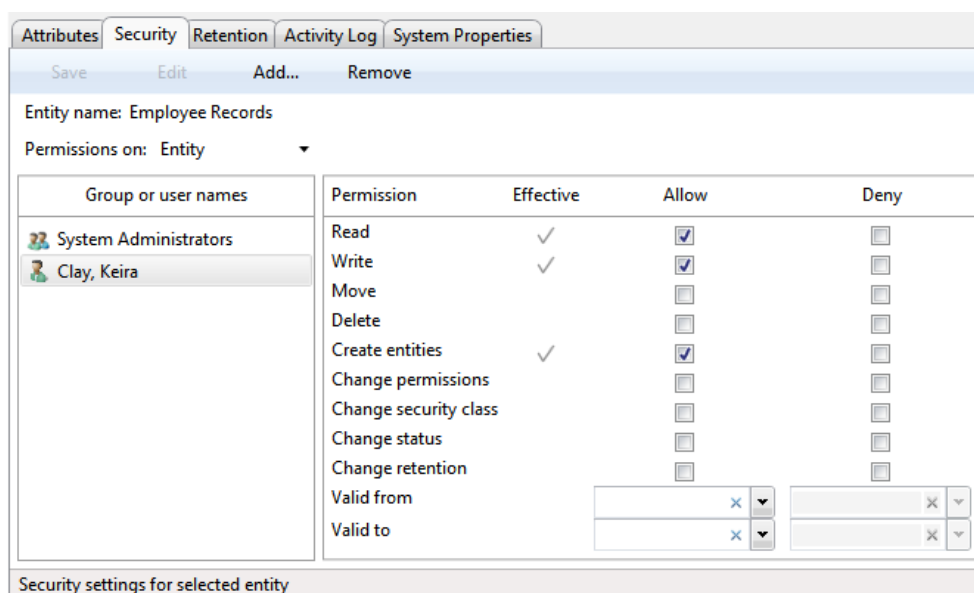 Attributes Security Retention Activity Log System Properties
Save Edit Add... Remove
Entity name: Employee Records
Permissions on: Entity
Group or user names
System Administrators
Clay, Keira
Permission Effective Allow Deny
Read
Write
Move
Delete
Create entities
Change permissions
Change security class
Change status
Change retention
Valid from
Valid to
Security settings for selected entity